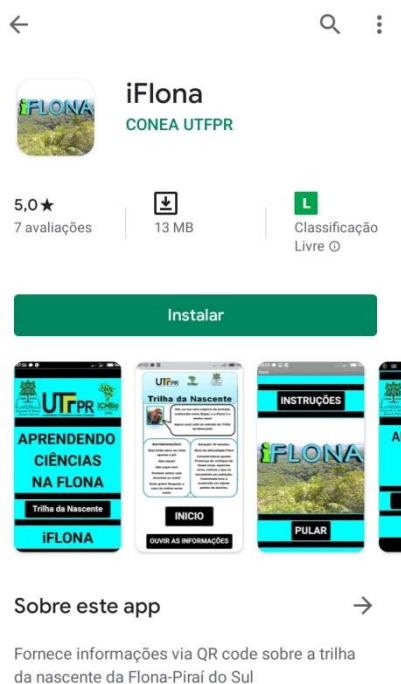 iFLONA
iFlona
CONEA UTFPR
5,0★
7 avaliações
13 MB
L
Classificação
Livre
Instalar
UTFPR
ICMBio
APRENDENDO
CIÊNCIAS
NA FLONA
Trilha da Nascente
iFLONA
UTFPR
Trilha da Nascente
INICIO
OUVIR AS INFORMAÇÕES
INSTRUÇÕES
iFLONA
PULAR
A
Sobre este app
Fornece informações via QR code sobre a trilha
da nascente da Flona-Piraí do Sul